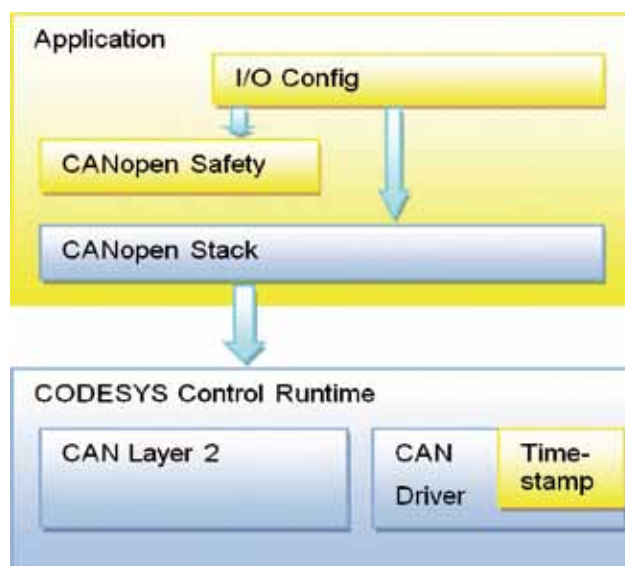 Application
I/O Config
CANopen Safety
CANopen Stack
CODESYS Control Runtime
CAN Layer 2
CAN
Driver
Time-
stamp